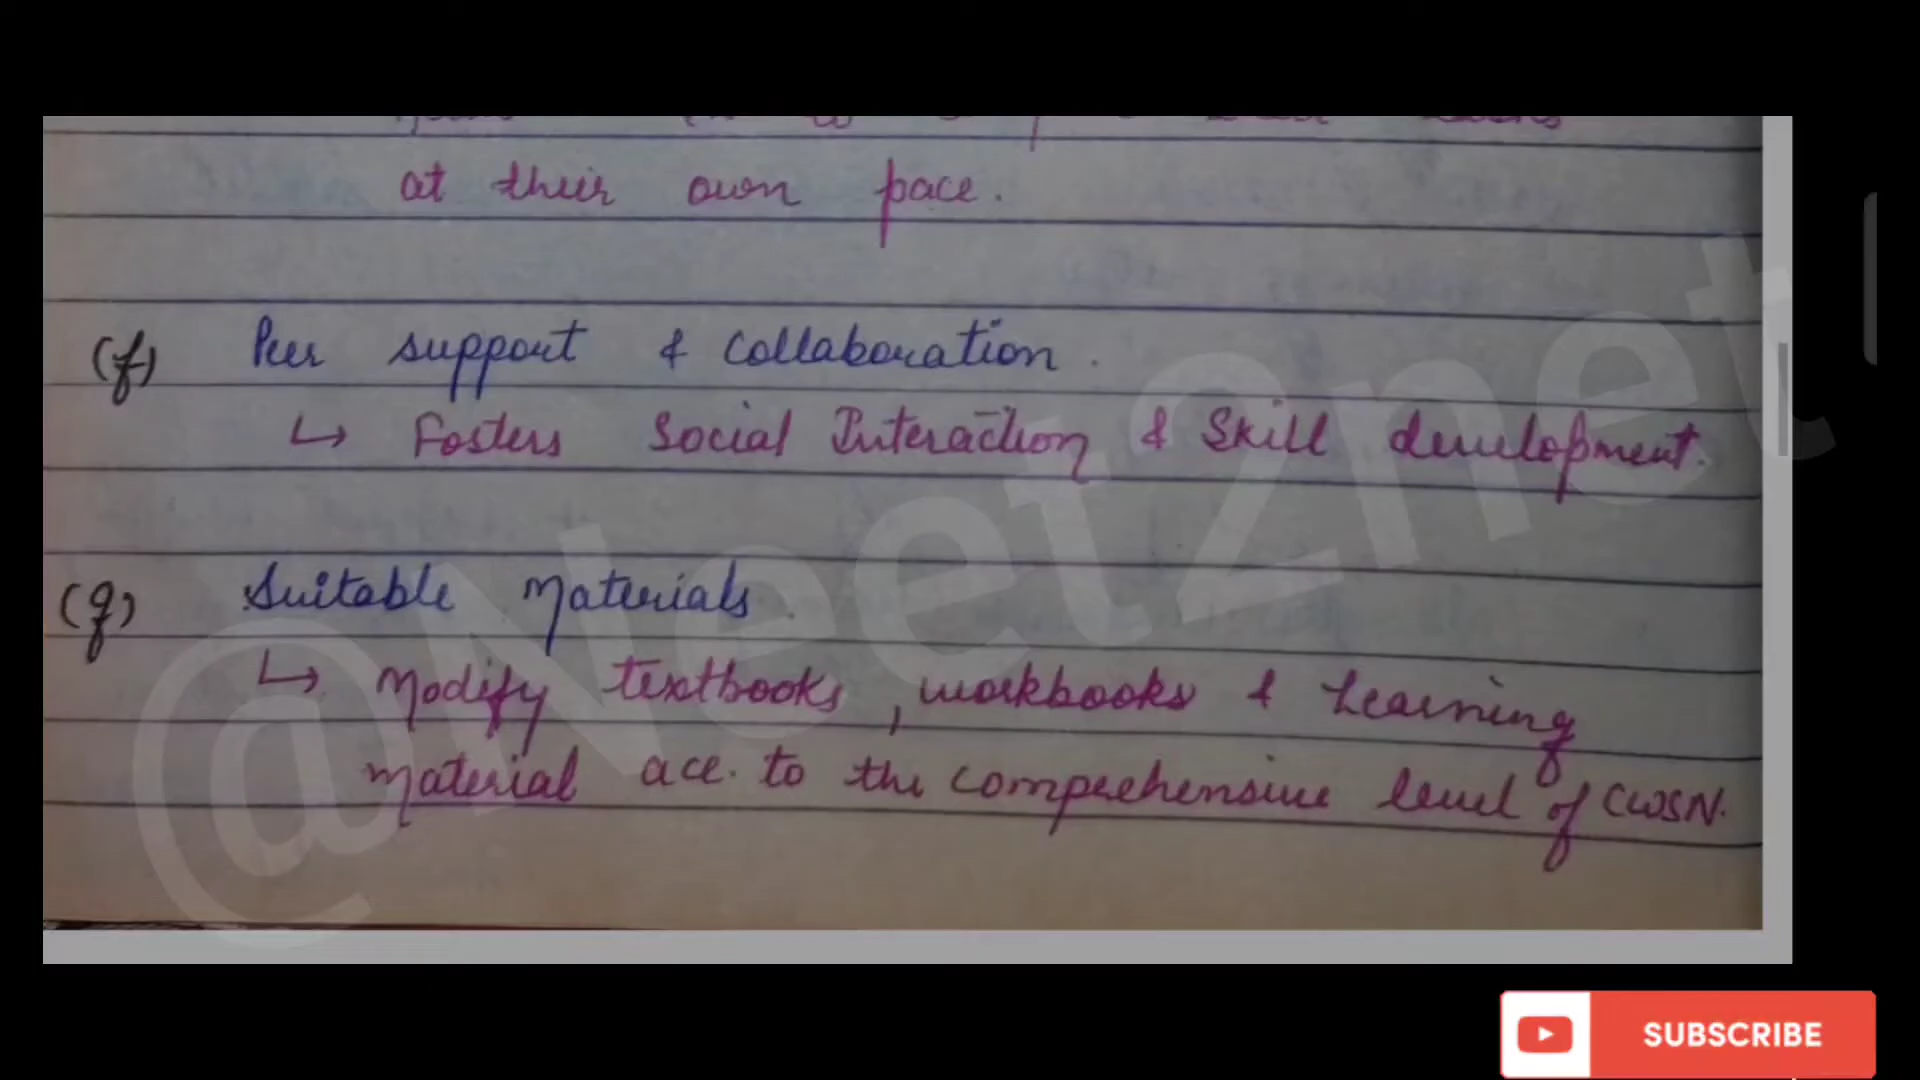 at their own pace.
(f) Peer support & Collaboration.
↳ Fosters Social Interaction & Skill development.
(g) Suitable Materials.
↳ Modify textbooks, workbooks & Learning
material acc. to the comprehensive level of CWSN.
@Neet2net
SUBSCRIBE